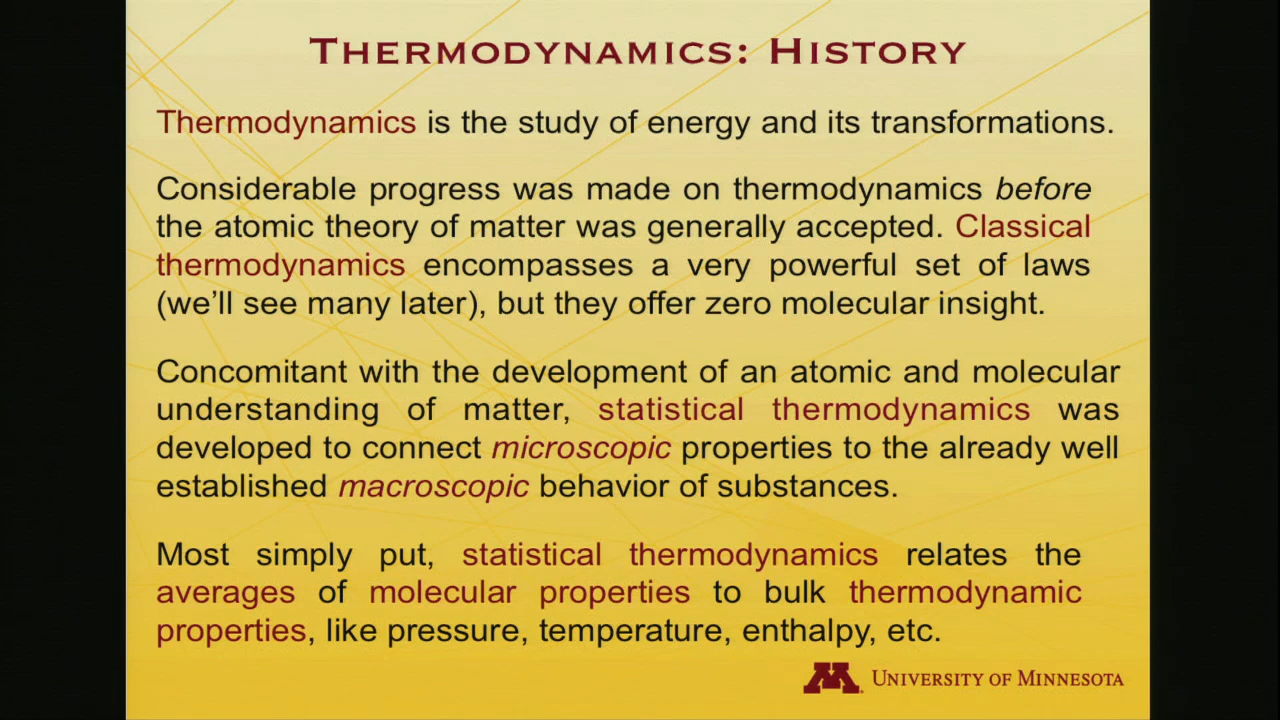 THERMODYNAMICS: HISTORY
Thermodynamics is the study of energy and its transformations.
Considerable progress was made on thermodynamics before
the atomic theory of matter was generally accepted. Classical
thermodynamics encompasses a very powerful set of laws
(we’ll see many later), but they offer zero molecular insight.
Concomitant with the development of an atomic and molecular
understanding of matter, statistical thermodynamics was
developed to connect microscopic properties to the already well
established macroscopic behavior of substances.
Most simply put, statistical thermodynamics relates the
averages of molecular properties to bulk thermodynamic
properties, like pressure, temperature, enthalpy, etc.
M UNIVERSITY OF MINNESOTA